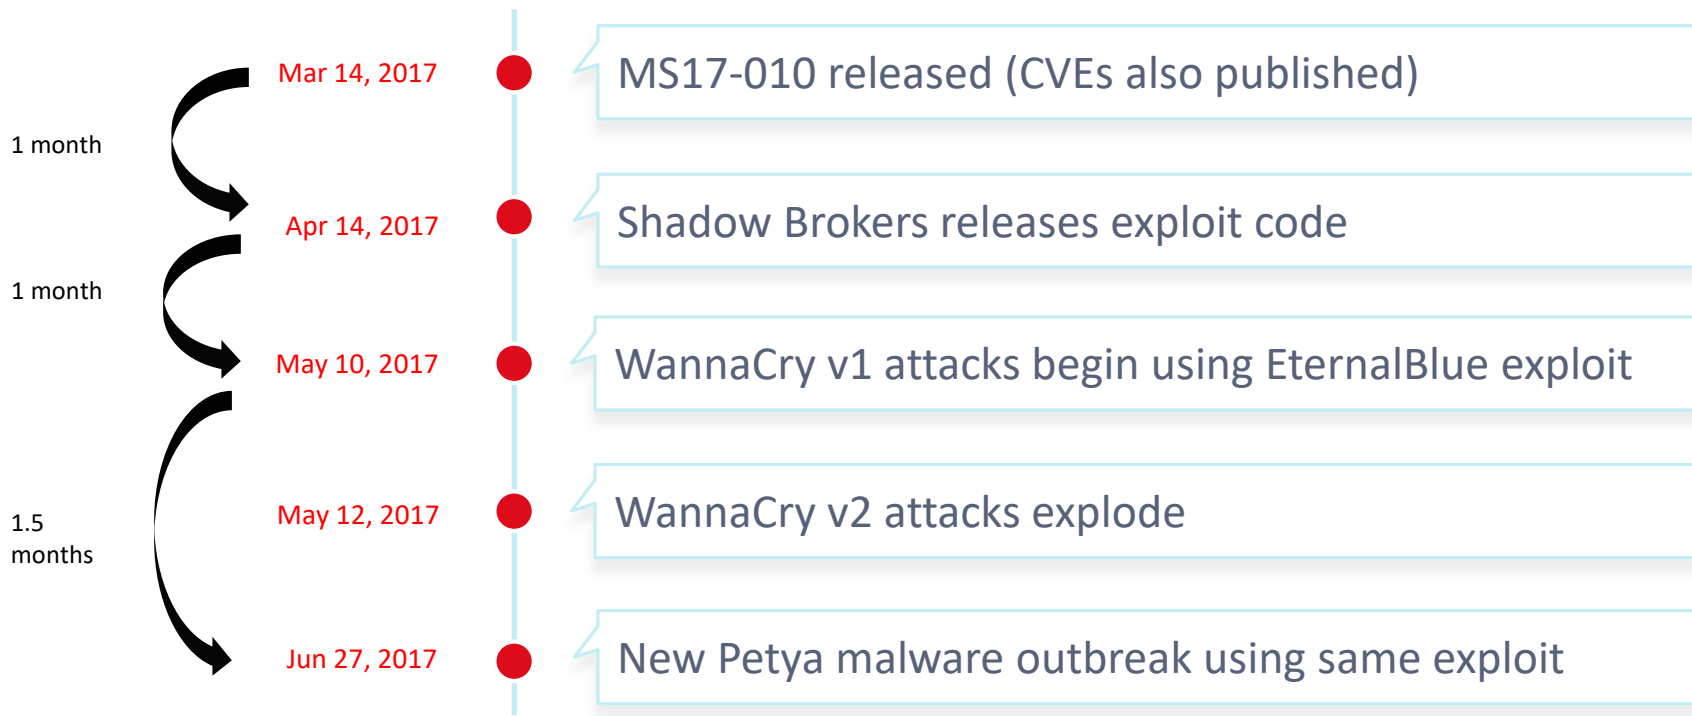 Mar 14, 2017
MS17-010 released (CVEs also published)
1 month
Apr 14, 2017
Shadow Brokers releases exploit code
1 month
May 10, 2017
WannaCry v1 attacks begin using EternalBlue exploit
May 12, 2017
WannaCry v2 attacks explode
1.5
months
Jun 27, 2017
New Petya malware outbreak using same exploit